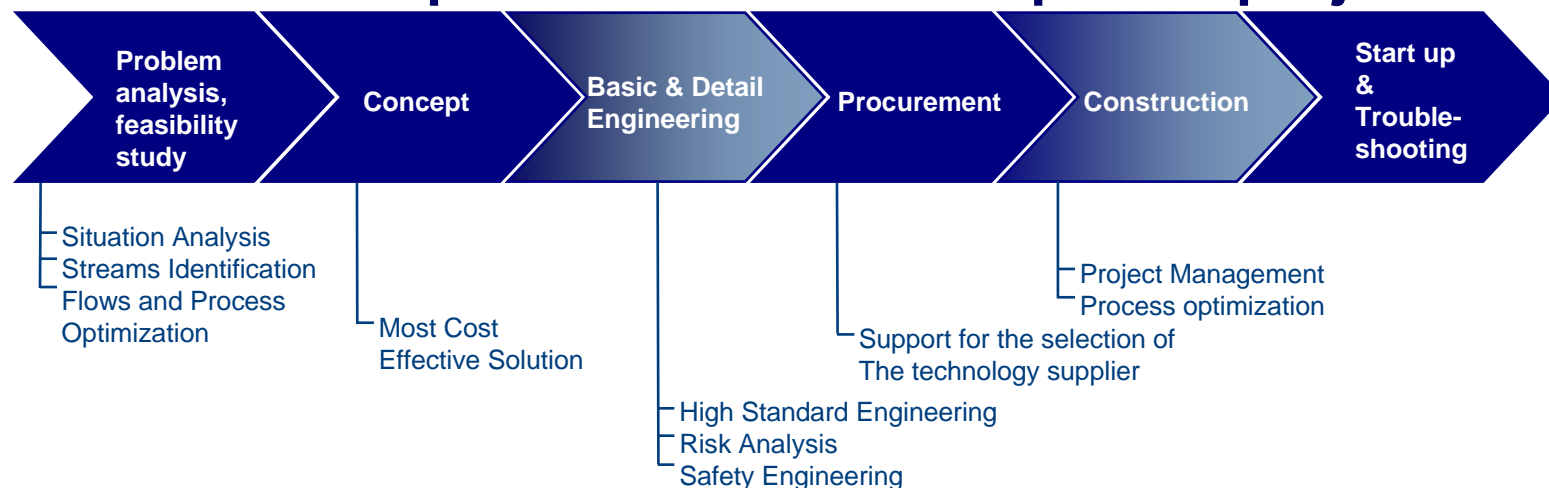 Problem
analysis,
feasibility
study
Concept
Basic & Detail
Engineering
Procurement
Construction
Start up
&
Trouble-
shooting
Situation Analysis
Streams Identification
Flows and Process
Optimization
Most Cost
Effective Solution
High Standard Engineering
Risk Analysis
Safety Engineering
Support for the selection of
The technology supplier
Project Management
Process optimization